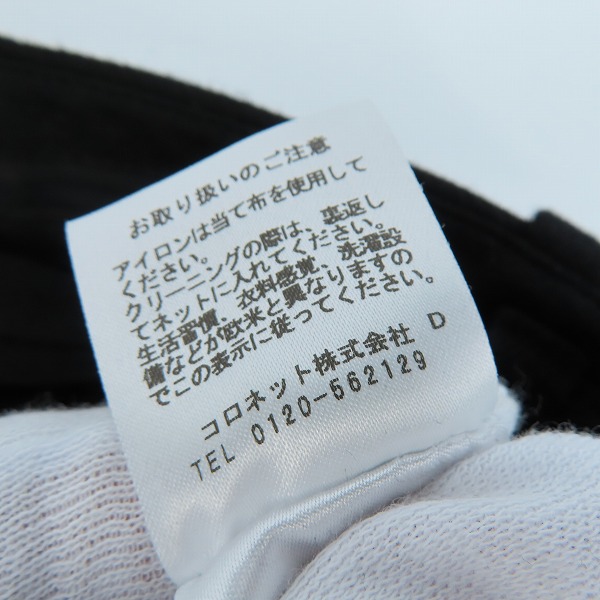 お取り扱いのご注意
アイロンは当て布を使用して
ください。
クリーニングの際は、裏返し
てネットに入れてください。
生活習慣、衣料感覚、洗濯設
備などが欧米と異なりますの
でこの表示に従ってください。
コロネット株式会社 D
TEL 0120-562129